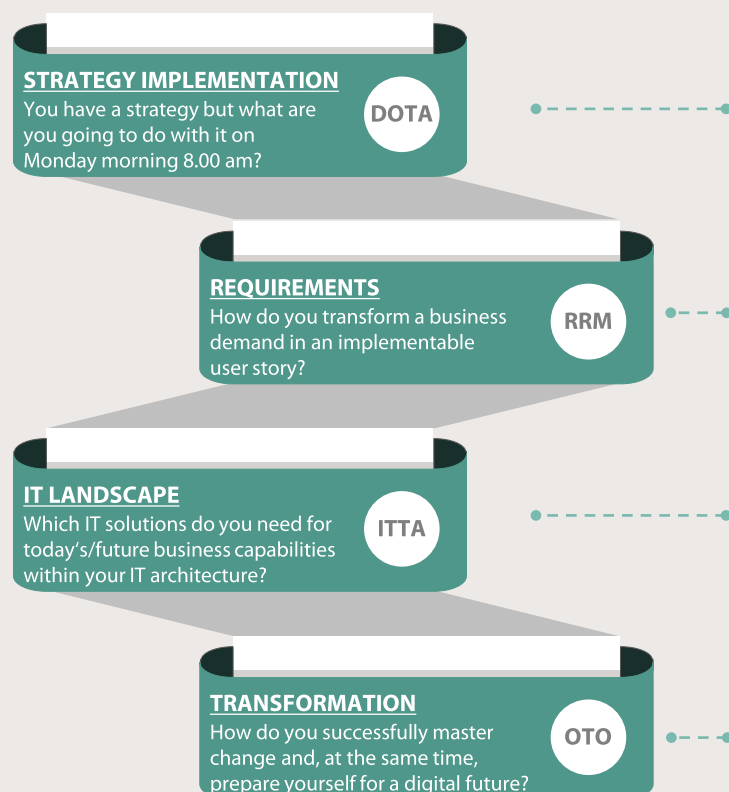 STRATEGY IMPLEMENTATION
You have a strategy but what are
you going to do with it on
Monday morning 8.00 am?
DOTA
REQUIREMENTS
How do you transform a business
demand in an implementable
user story?
RRM
IT LANDSCAPE
Which IT solutions do you need for
today‘s/future business capabilities
within your IT architecture?
ITTA
TRANSFORMATION
How do you successfully master
change and, at the same time,
prepare yourself for a digital future?
OTO